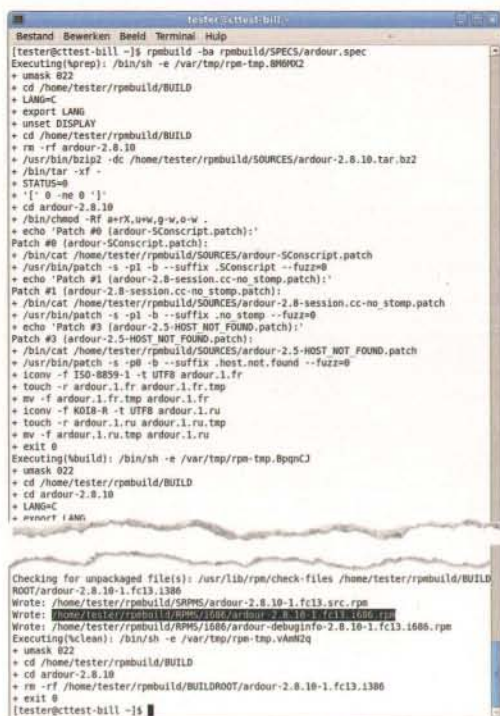 tester@cttest-bill:~
Bestand Bewerken Beeld Terminal Hulp
[tester@cttest-bill ~]$ rpmbuild -ba rpmbuild/SPECS/ardour.spec
Executing(%prep): /bin/sh -e /var/tmp/rpm-tmp.8M6MX2
+ umask 022
+ cd /home/tester/rpmbuild/BUILD
+ LANG=C
+ export LANG
+ unset DISPLAY
+ cd /home/tester/rpmbuild/BUILD
+ rm -rf ardour-2.8.10
+ /usr/bin/bzip2 -dc /home/tester/rpmbuild/SOURCES/ardour-2.8.10.tar.bz2
+ /bin/tar -xf -
+ STATUS=0
+ '[' 0 -ne 0 ']'
+ cd ardour-2.8.10
+ /bin/chmod -Rf a+rX,u+w,g-w,o-w .
+ echo 'Patch #0 (ardour-SConscript.patch):'
Patch #0 (ardour-SConscript.patch):
+ /bin/cat /home/tester/rpmbuild/SOURCES/ardour-SConscript.patch
+ /usr/bin/patch -s -p1 -b --suffix .SConscript --fuzz=0
+ echo 'Patch #1 (ardour-2.8-session.cc-no_stomp.patch):'
Patch #1 (ardour-2.8-session.cc-no_stomp.patch):
+ /bin/cat /home/tester/rpmbuild/SOURCES/ardour-2.8-session.cc-no_stomp.patch
+ /usr/bin/patch -s -p1 -b --suffix .no_stomp --fuzz=0
+ echo 'Patch #3 (ardour-2.5-HOST_NOT_FOUND.patch):'
Patch #3 (ardour-2.5-HOST_NOT_FOUND.patch):
+ /bin/cat /home/tester/rpmbuild/SOURCES/ardour-2.5-HOST_NOT_FOUND.patch
+ /usr/bin/patch -s -p0 -b --suffix .host.not.found --fuzz=0
+ iconv -f ISO-8859-1 -t UTF8 ardour.1.fr
+ touch -r ardour.1.fr ardour.1.fr.tmp
+ mv -f ardour.1.fr.tmp ardour.1.fr
+ iconv -f KOI8-R -t UTF8 ardour.1.ru
+ touch -r ardour.1.ru ardour.1.ru.tmp
+ mv -f ardour.1.ru.tmp ardour.1.ru
+ exit 0
Executing(%build): /bin/sh -e /var/tmp/rpm-tmp.BpqnCJ
+ umask 022
+ cd /home/tester/rpmbuild/BUILD
+ cd ardour-2.8.10
+ LANG=C
+ export LANG
Checking for unpackaged file(s): /usr/lib/rpm/check-files /home/tester/rpmbuild/BUILD
ROOT/ardour-2.8.10-1.fc13.i386
Wrote: /home/tester/rpmbuild/SRPMS/ardour-2.8.10-1.fc13.src.rpm
Wrote: /home/tester/rpmbuild/RPMS/i686/ardour-2.8.10-1.fc13.i686.rpm
Wrote: /home/tester/rpmbuild/RPMS/i686/ardour-debuginfo-2.8.10-1.fc13.i686.rpm
Executing(%clean): /bin/sh -e /var/tmp/rpm-tmp.vAmN2q
+ umask 022
+ cd /home/tester/rpmbuild/BUILD
+ cd ardour-2.8.10
+ rm -rf /home/tester/rpmbuild/BUILDROOT/ardour-2.8.10-1.fc13.i386
+ exit 0
[tester@cttest-bill ~]$